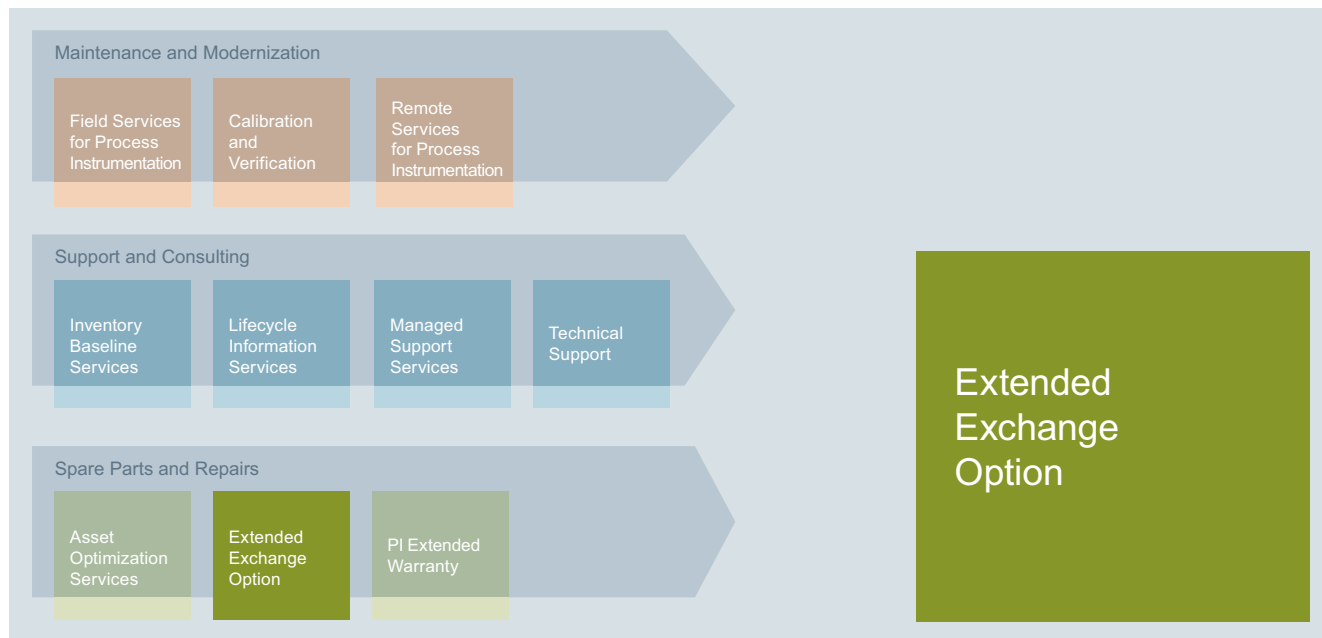 Maintenance and Modernization
Field Services
for Process
Instrumentation
Calibration
and
Verification
Remote
Services
for Process
Instrumentation
Support and Consulting
Inventory
Baseline
Services
Lifecycle
Information
Services
Managed
Support
Services
Technical
Support
Extended
Exchange
Option
Spare Parts and Repairs
Asset
Optimization
Services
Extended
Exchange
Option
PI Extended
Warranty